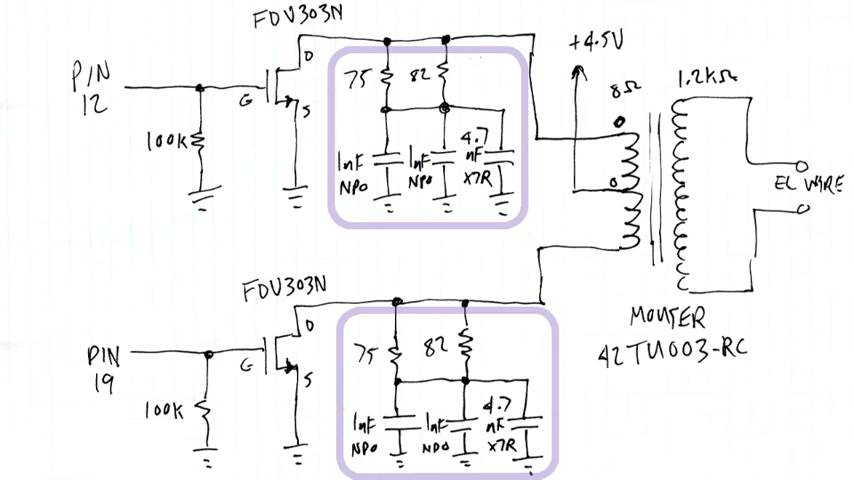 FDV303N
PIN
12
G
D
S
100K
75
82
1nF
NPO
1nF
NPO
4.7
nF
X7R
+4.5V
8Ω
1.2kΩ
EL WIRE
MOUSER
42TU003-RC
FDV303N
PIN
19
G
D
S
100K
75
82
1nF
NPO
1nF
NPO
4.7
nF
X7R